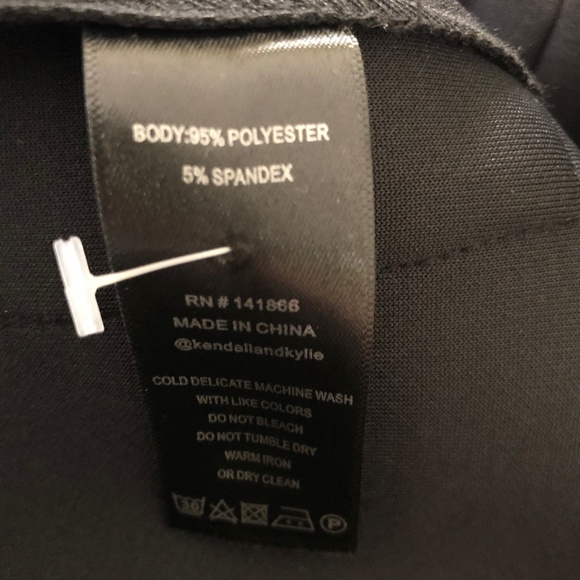 BODY:95% POLYESTER
5% SPANDEX
RN # 141866
MADE IN CHINA
@kendallandkylie
COLD DELICATE MACHINE WASH
WITH LIKE COLORS
DO NOT BLEACH
DO NOT TUMBLE DRY
WARM IRON
OR DRY CLEAN
30
P